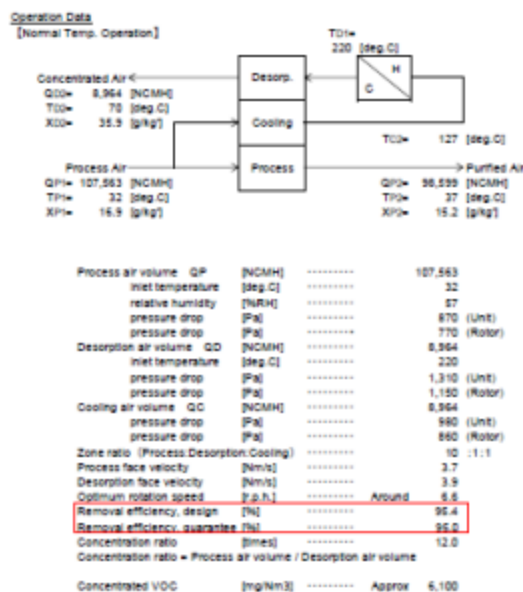 Operation Data
【Normal Temp. Operation】
TD1=
220 [deg.C]
Concentrated Air
Desorp.
H
C
QD2= 8,964 [NCMH]
TD2= 70 [deg.C]
XD2= 35.9 [g/kg']
Cooling
TC2= 127 [deg.C]
Process Air
Process
Purified Air
QP1= 107,563 [NCMH]
QP2= 98,599 [NCMH]
TP1= 32 [deg.C]
TP2= 37 [deg.C]
XP1= 16.9 [g/kg']
XP2= 15.2 [g/kg']
Process air volume QP [NCMH] --------- 107,563
inlet temperature [deg.C] --------- 32
relative humidity [%RH] --------- 57
pressure drop [Pa] --------- 870 (Unit)
pressure drop [Pa] --------- 770 (Rotor)
Desorption air volume QD [NCMH] --------- 8,964
inlet temperature [deg.C] --------- 220
pressure drop [Pa] --------- 1,310 (Unit)
pressure drop [Pa] --------- 1,150 (Rotor)
Cooling air volume QC [NCMH] --------- 8,964
pressure drop [Pa] --------- 980 (Unit)
pressure drop [Pa] --------- 860 (Rotor)
Zone ratio (Process:Desorption:Cooling) --------- 10 :1:1
Process face velocity [Nm/s] --------- 3.7
Desorption face velocity [Nm/s] --------- 3.9
Optimum rotation speed [r.p.h.] --------- Around 6.6
Removal efficiency, design [%] --------- 95.4
Removal efficiency, guarantee [%] --------- 95.0
Concentration ratio [times] --------- 12.0
Concentration ratio = Process air volume / Desorption air volume
Concentrated VOC [mg/Nm3] --------- Approx 6,100